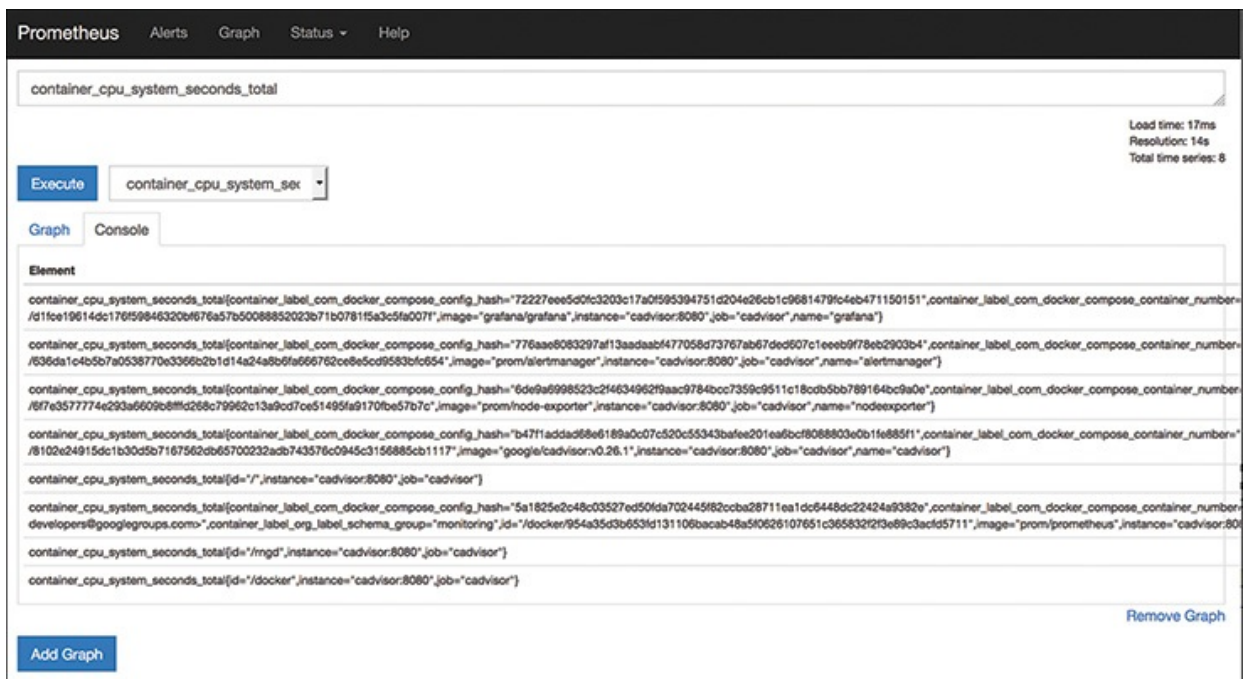 Prometheus Alerts Graph Status Help
container_cpu_system_seconds_total
Load time: 17ms
Resolution: 14s
Total time series: 8
Execute container_cpu_system_sec
Graph Console
Element
container_cpu_system_seconds_total{container_label_com_docker_compose_config_hash="72227eee5d0fc3203c17a0f595394751d204e26cb1c9681479fc4eb471150151",container_label_com_docker_compose_container_number=
/d1fce19614dc176f59846320bf676a57b50088852023b71b0781f5a3c5fa007f",image="grafana/grafana",instance="cadvisor:8080",job="cadvisor",name="grafana"}
container_cpu_system_seconds_total{container_label_com_docker_compose_config_hash="776aae8083297af13aadaabf477058d73767ab67ded607c1eeeb9f78eb2903b4",container_label_com_docker_compose_container_number=
/636da1c4b5b7a0538770e3366b2b1d14a24a8b6fa666762ce8e5cd9583bfc654",image="prom/alertmanager",instance="cadvisor:8080",job="cadvisor",name="alertmanager"}
container_cpu_system_seconds_total{container_label_com_docker_compose_config_hash="6de9a6998523c2f4634962f9aac9784bcc7359c9511c18cdb5bb789164bc9a0e",container_label_com_docker_compose_container_number=
/6f7e3577774e293a6609b8fffd268c79962c13a9cd7ce51495fa9170fbe57b7c",image="prom/node-exporter",instance="cadvisor:8080",job="cadvisor",name="nodeexporter"}
container_cpu_system_seconds_total{container_label_com_docker_compose_config_hash="b47f1addad68e6189a0c07c520c55343bafee201ea6bcf8088803e0b1fe885f1",container_label_com_docker_compose_container_number="
/8102e24915dc1b30d5b7167562db65700232adb743576c0945c3156885cb1117",image="google/cadvisor:v0.26.1",instance="cadvisor:8080",job="cadvisor",name="cadvisor"}
container_cpu_system_seconds_total{id="/",instance="cadvisor:8080",job="cadvisor"}
container_cpu_system_seconds_total{container_label_com_docker_compose_config_hash="5a1825e2c48c03527ed50fda702445f82ccba28711ea1dc6448dc22424a9382e",container_label_com_docker_compose_container_number=
developers@googlegroups.com>",container_label_org_label_schema_group="monitoring",id="/docker/954a35d3b653fd131106bacab48a5f0626107651c365832f2f3e89c3acfd5711",image="prom/prometheus",instance="cadvisor:80
container_cpu_system_seconds_total{id="/rngd",instance="cadvisor:8080",job="cadvisor"}
container_cpu_system_seconds_total{id="/docker",instance="cadvisor:8080",job="cadvisor"}
Remove Graph
Add Graph